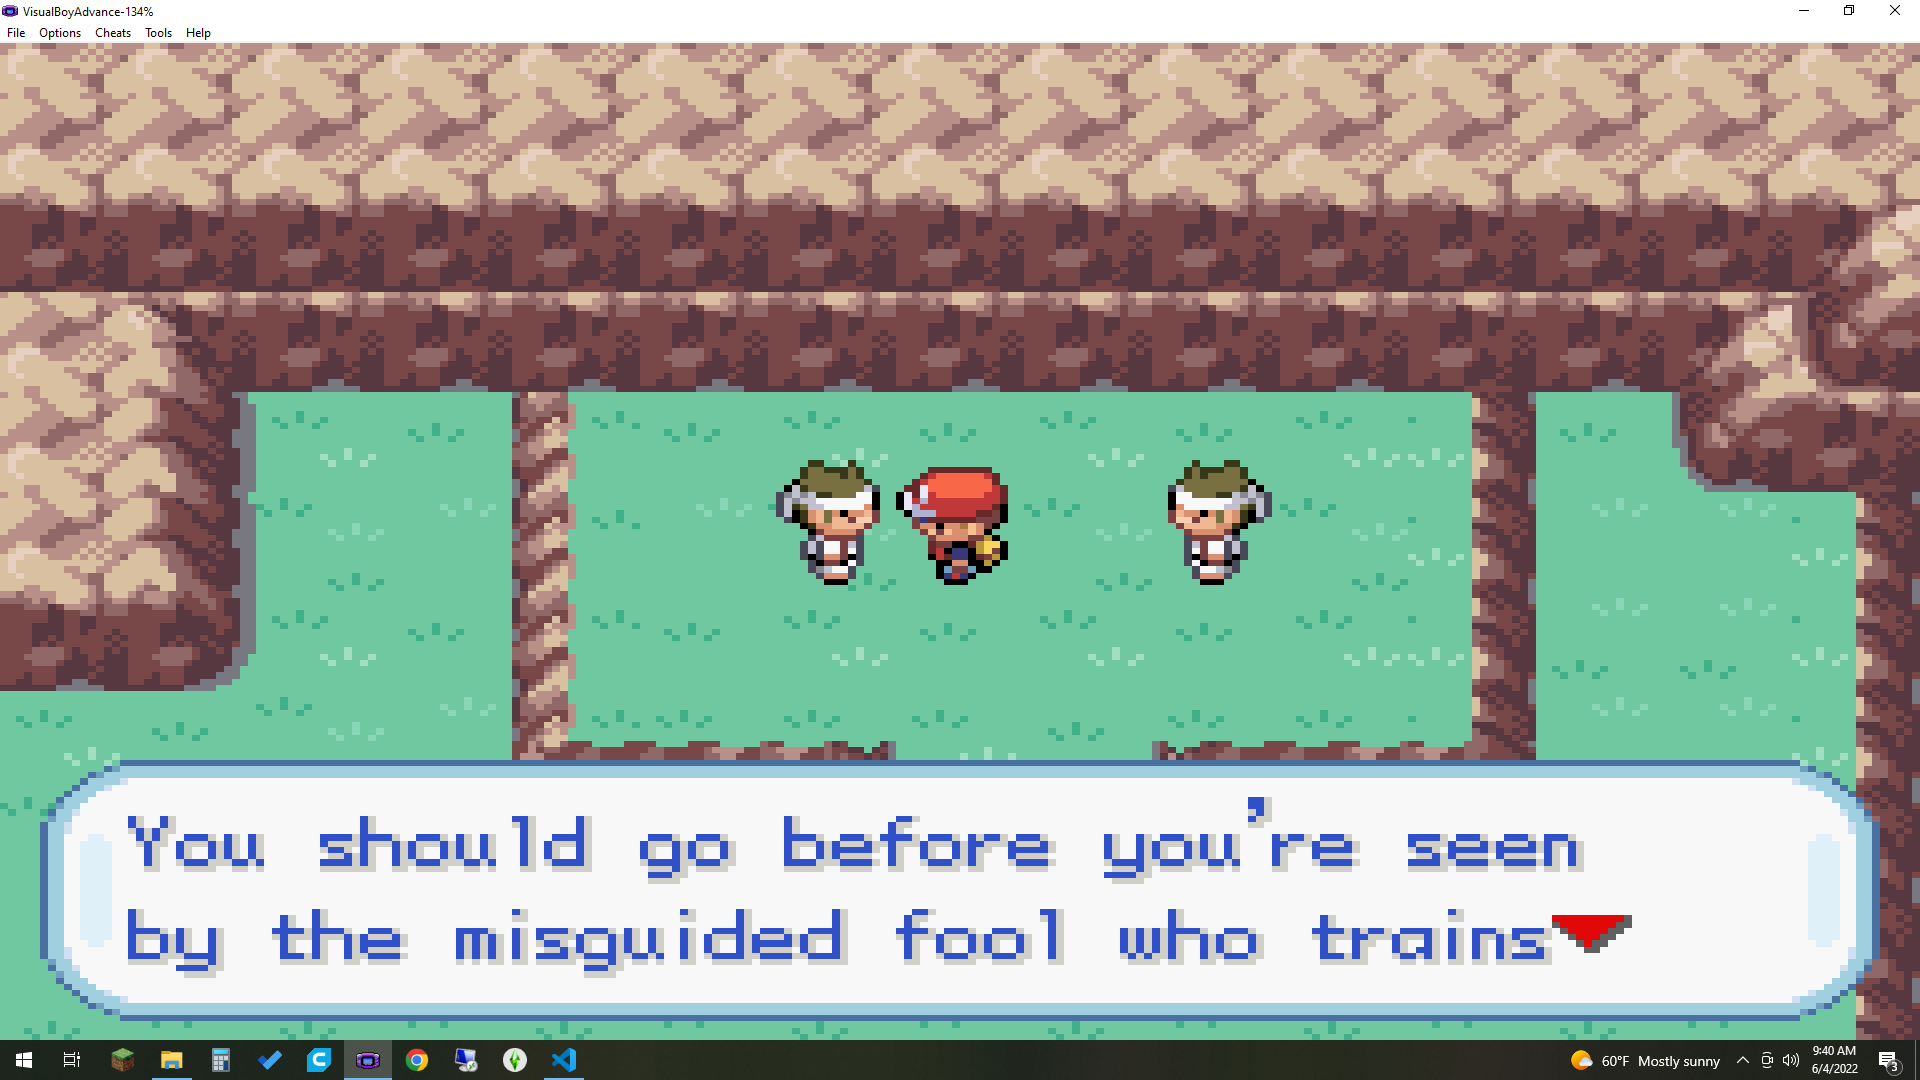 VisualBoyAdvance-134%
File Options Cheats Tools Help
You should go before you're seen
by the misguided fool who trains
60°F Mostly sunny
9:40 AM
6/4/2022
3